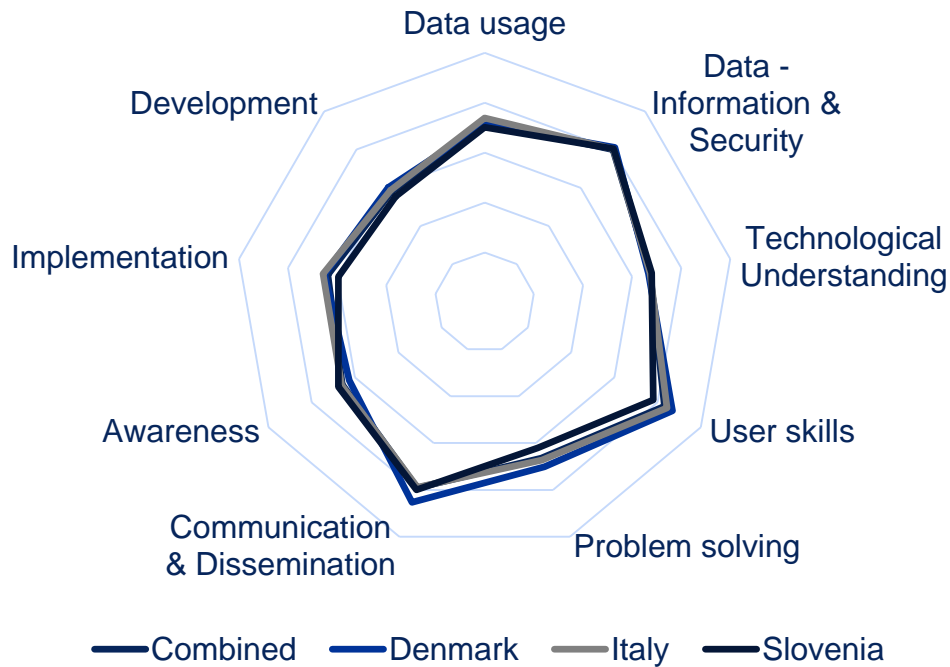 Data usage
Data -
Information &
Security
Technological
Understanding
User skills
Problem solving
Communication
& Dissemination
Awareness
Implementation
Development
Combined Denmark Italy Slovenia